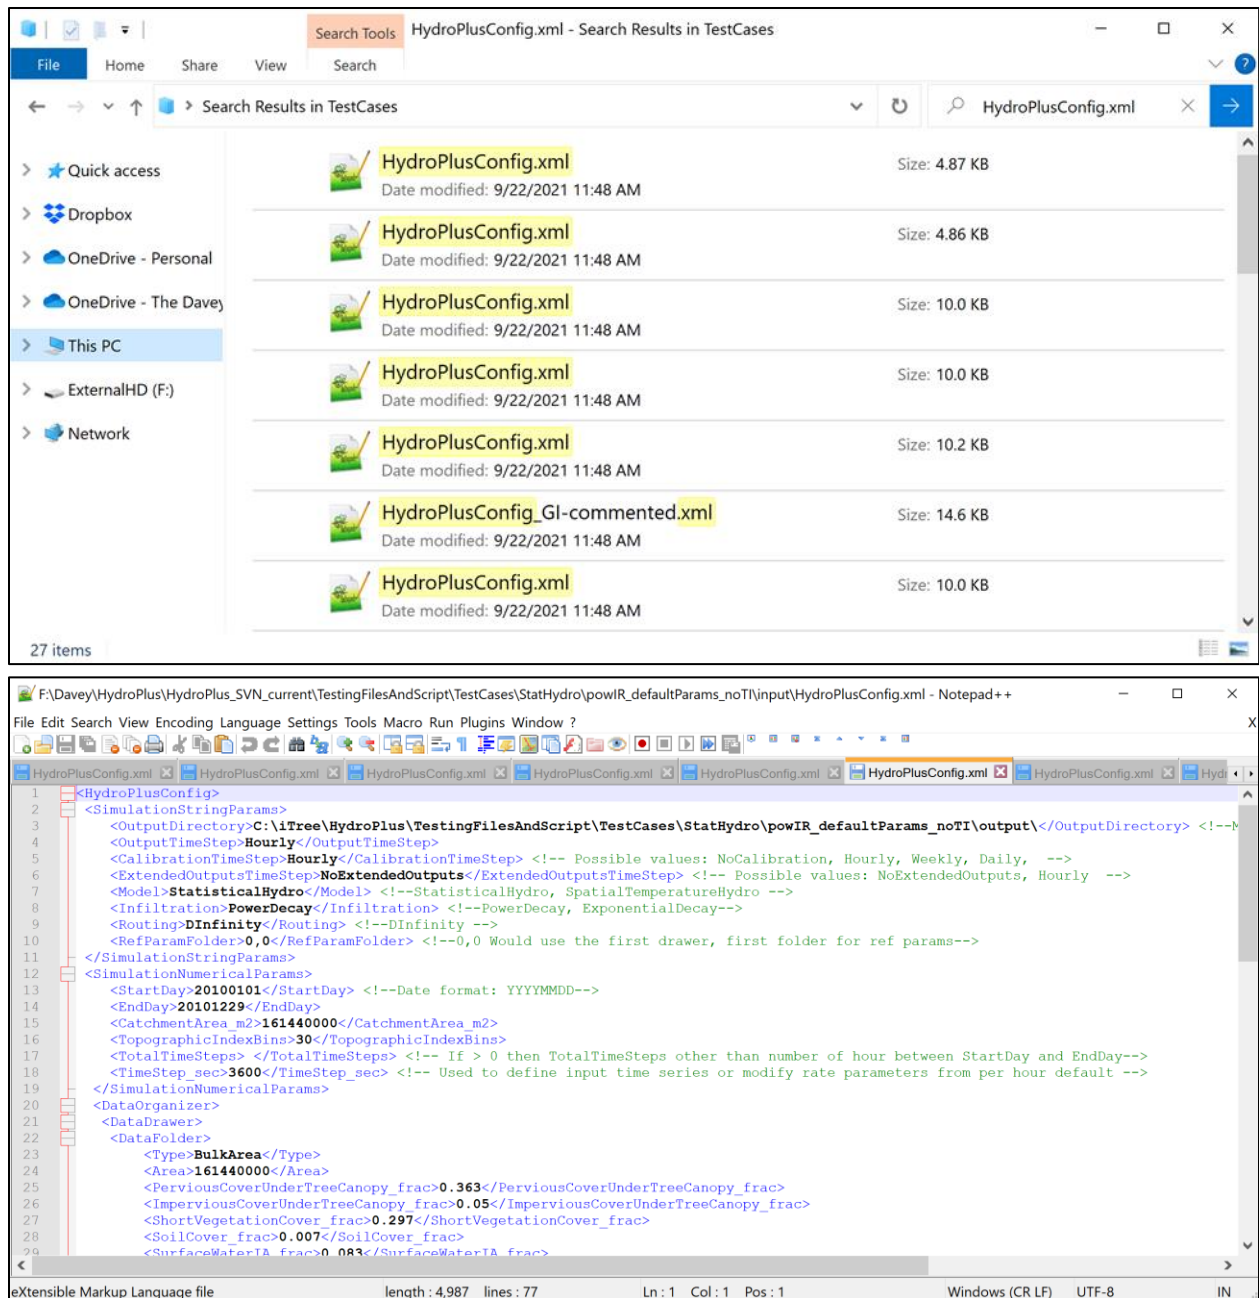 Search Tools HydroPlusConfig.xml - Search Results in TestCases
File Home Share View Search
Search Results in TestCases HydroPlusConfig.xml
Quick access
Dropbox
OneDrive - Personal
OneDrive - The Davey
This PC
ExternalHD (F:)
Network
HydroPlusConfig.xml Size: 4.87 KB
Date modified: 9/22/2021 11:48 AM
HydroPlusConfig.xml Size: 4.86 KB
Date modified: 9/22/2021 11:48 AM
HydroPlusConfig.xml Size: 10.0 KB
Date modified: 9/22/2021 11:48 AM
HydroPlusConfig.xml Size: 10.0 KB
Date modified: 9/22/2021 11:48 AM
HydroPlusConfig.xml Size: 10.2 KB
Date modified: 9/22/2021 11:48 AM
HydroPlusConfig_GI-commented.xml Size: 14.6 KB
Date modified: 9/22/2021 11:48 AM
HydroPlusConfig.xml Size: 10.0 KB
Date modified: 9/22/2021 11:48 AM
27 items
F:\Davey\HydroPlus\HydroPlus_SVN_current\TestingFilesAndScript\TestCases\StatHydro\powIR_defaultParams_noTI\input\HydroPlusConfig.xml - Notepad++
File Edit Search View Encoding Language Settings Tools Macro Run Plugins Window ? X
HydroPlusConfig.xml HydroPlusConfig.xml HydroPlusConfig.xml HydroPlusConfig.xml HydroPlusConfig.xml HydroPlusConfig.xml HydroPlusConfig.xml Hydr
1 <HydroPlusConfig>
2 <SimulationStringParams>
3 <OutputDirectory>C:\iTree\HydroPlus\TestingFilesAndScript\TestCases\StatHydro\powIR_defaultParams_noTI\output\</OutputDirectory> <!--M
4 <OutputTimeStep>Hourly</OutputTimeStep>
5 <CalibrationTimeStep>Hourly</CalibrationTimeStep> <!-- Possible values: NoCalibration, Hourly, Weekly, Daily, -->
6 <ExtendedOutputsTimeStep>NoExtendedOutputs</ExtendedOutputsTimeStep> <!-- Possible values: NoExtendedOutputs, Hourly -->
7 <Model>StatisticalHydro</Model> <!--StatisticalHydro, SpatialTemperatureHydro -->
8 <Infiltration>PowerDecay</Infiltration> <!--PowerDecay, ExponentialDecay-->
9 <Routing>DInfinity</Routing> <!--DInfinity -->
10 <RefParamFolder>0,0</RefParamFolder> <!--0,0 Would use the first drawer, first folder for ref params-->
11 </SimulationStringParams>
12 <SimulationNumericalParams>
13 <StartDay>20100101</StartDay> <!--Date format: YYYYMMDD-->
14 <EndDay>20101229</EndDay>
15 <CatchmentArea_m2>161440000</CatchmentArea_m2>
16 <TopographicIndexBins>30</TopographicIndexBins>
17 <TotalTimeSteps> </TotalTimeSteps> <!-- If > 0 then TotalTimeSteps other than number of hour between StartDay and EndDay-->
18 <TimeStep_sec>3600</TimeStep_sec> <!-- Used to define input time series or modify rate parameters from per hour default -->
19 </SimulationNumericalParams>
20 <DataOrganizer>
21 <DataDrawer>
22 <DataFolder>
23 <Type>BulkArea</Type>
24 <Area>161440000</Area>
25 <PerviousCoverUnderTreeCanopy_frac>0.363</PerviousCoverUnderTreeCanopy_frac>
26 <ImperviousCoverUnderTreeCanopy_frac>0.05</ImperviousCoverUnderTreeCanopy_frac>
27 <ShortVegetationCover_frac>0.297</ShortVegetationCover_frac>
28 <SoilCover_frac>0.007</SoilCover_frac>
29 <SurfaceWaterIA_frac>0.083</SurfaceWaterIA_frac>
eXtensible Markup Language file length : 4,987 lines : 77 Ln : 1 Col : 1 Pos : 1 Windows (CR LF) UTF-8 IN